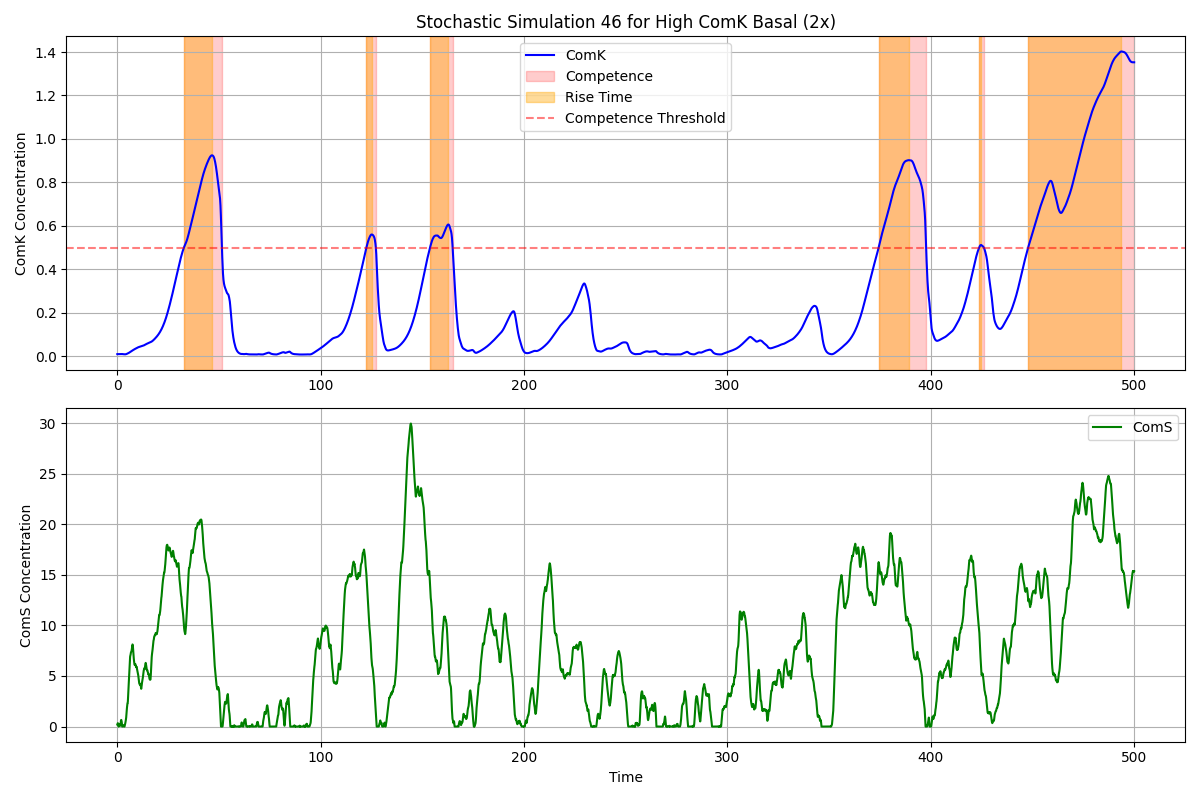 Stochastic Simulation 46 for High ComK Basal (2x)
ComK Concentration
1.4
1.2
1.0
0.8
0.6
0.4
0.2
0.0
ComK
Competence
Rise Time
Competence Threshold
0 100 200 300 400 500
ComS Concentration
30
25
20
15
10
5
0
ComS
0 100 200 300 400 500
Time